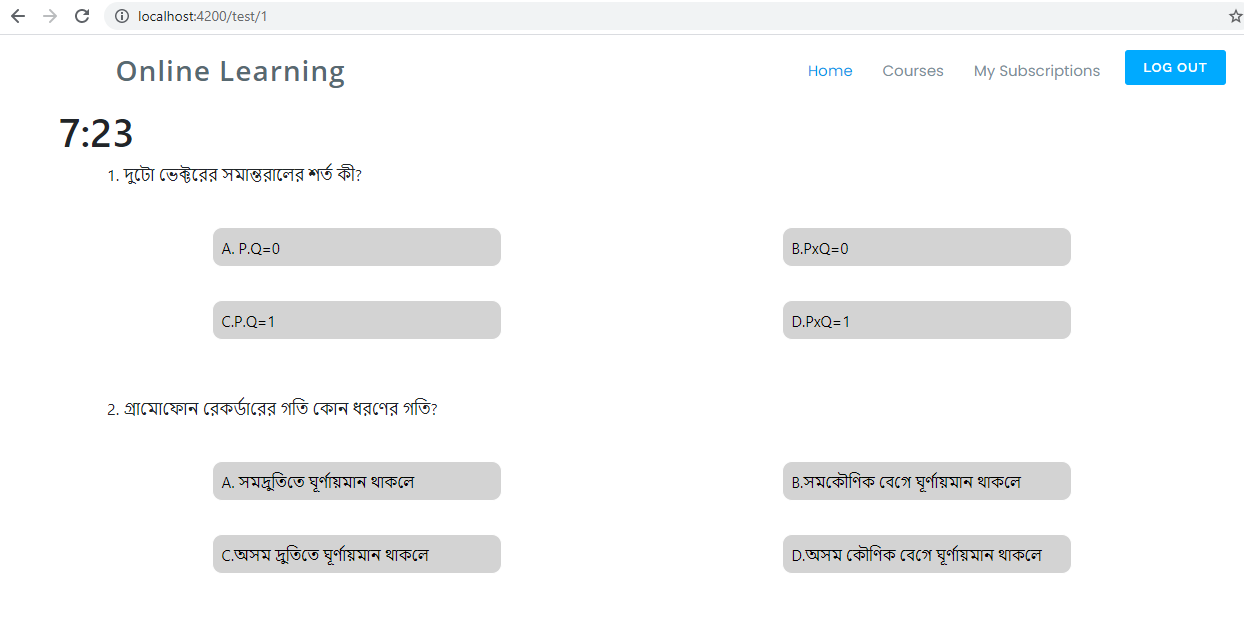 localhost:4200/test/1
Online Learning
Home Courses My Subscriptions LOG OUT
7:23
1. দুটো ভেক্টরের সমান্তরালের শর্ত কী?
A. P.Q=0 B.PxQ=0
C.P.Q=1 D.PxQ=1
2. গ্রামোফোন রেকর্ডারের গতি কোন ধরণের গতি?
A. সমদ্রুতিতে ঘূর্ণায়মান থাকলে B.সমকৌণিক বেগে ঘূর্ণায়মান থাকলে
C.অসম দ্রুতিতে ঘূর্ণায়মান থাকলে D.অসম কৌণিক বেগে ঘূর্ণায়মান থাকলে